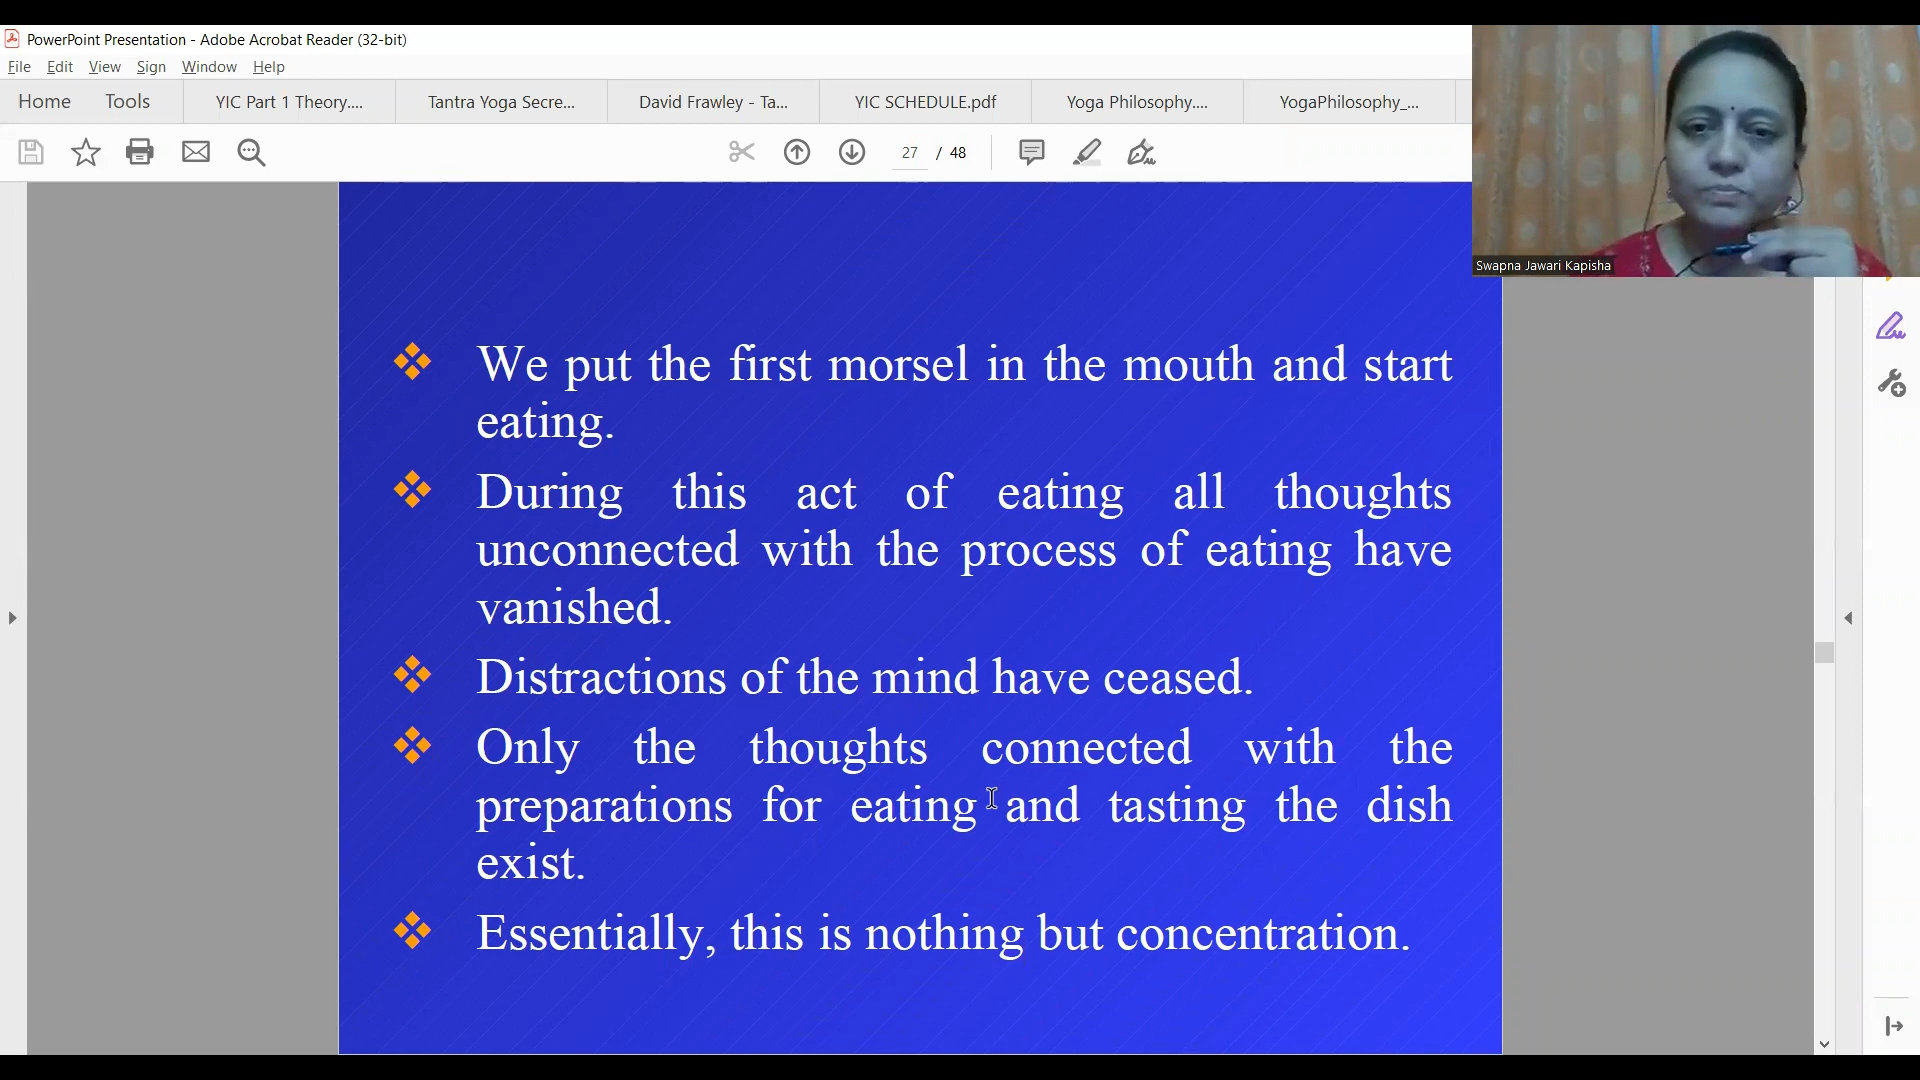 PowerPoint Presentation - Adobe Acrobat Reader (32-bit)
File Edit View Sign Window Help
Home Tools YIC Part 1 Theory.... Tantra Yoga Secre... David Frawley - Ta... YIC SCHEDULE.pdf Yoga Philosophy.... YogaPhilosophy_...
27 / 48
Swapna Jawari Kapisha
We put the first morsel in the mouth and start
eating.
During this act of eating all thoughts
unconnected with the process of eating have
vanished.
Distractions of the mind have ceased.
Only the thoughts connected with the
preparations for eating and tasting the dish
exist.
Essentially, this is nothing but concentration.